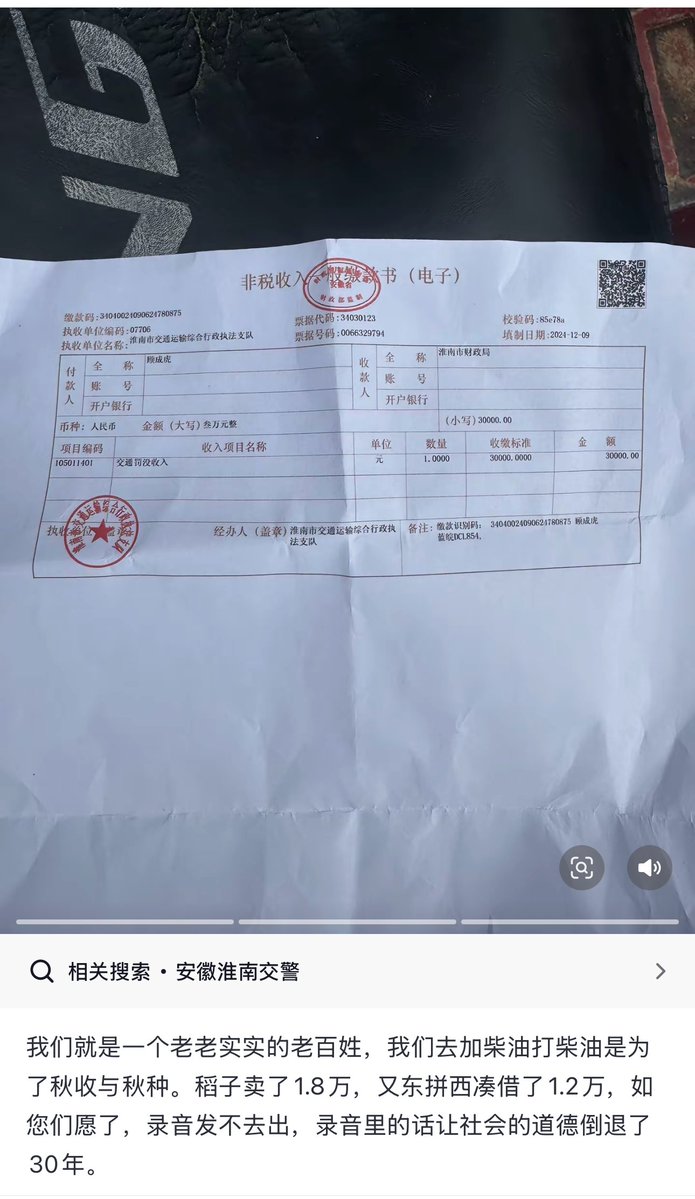 NG
非税收入一般缴款书（电子）
缴款码:34040024090624780875
执收单位编码:07706
执收单位名称:淮南市交通运输综合行政执法支队
票据代码:34030123
票据号码:0066329794
校验码:85e78a
填制日期:2024-12-09
付款人
全 称 顾成虎
账 号
开户银行
收款人
全 称 淮南市财政局
账 号
开户银行
币种:人民币 金额（大写）叁万元整 （小写）30000.00
项目编码 收入项目名称 单位 数量 收缴标准 金 额
105011401 交通罚没收入 元 1.0000 30000.0000 30000.00
执收单位
经办人（盖章）淮南市交通运输综合行政执
法支队
备注: 缴款识别码: 34040024090624780875 顾成虎
蓝皖DCL854,
相关搜索·安徽淮南交警
我们就是一个老老实实的老百姓，我们去加柴油打柴油是为
了秋收与秋种。稻子卖了1.8万，又东拼西凑借了1.2万，如
您们愿了，录音发不去出，录音里的话让社会的道德倒退了
30年。